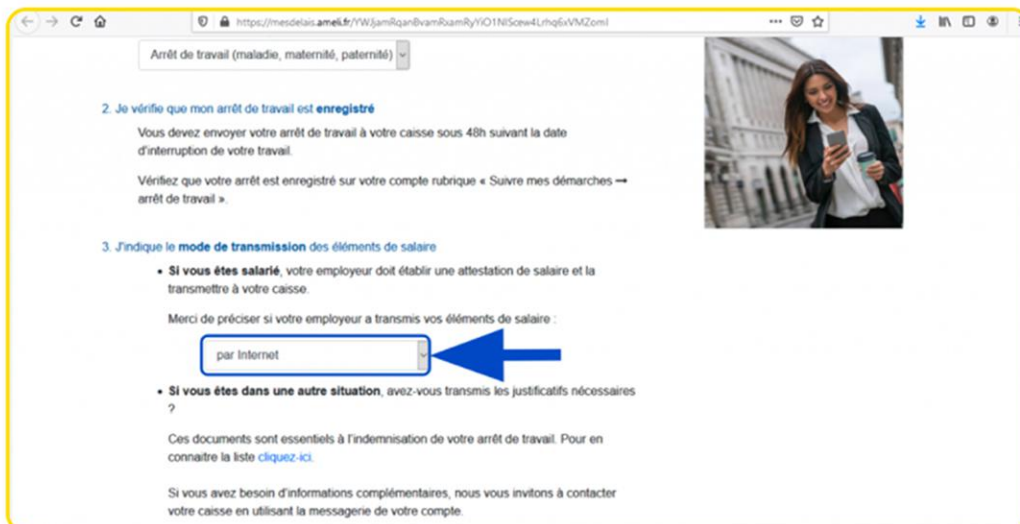 Arrêt de travail (maladie, maternité, paternité)
2. Je vérifie que mon arrêt de travail est enregistré
Vous devez envoyer votre arrêt de travail à votre caisse sous 48h suivant la date
d'interruption de votre travail.
Vérifiez que votre arrêt est enregistré sur votre compte rubrique « Suivre mes démarches →
arrêt de travail ».
3. J'indique le mode de transmission des éléments de salaire
• Si vous êtes salarié, votre employeur doit établir une attestation de salaire et la
transmettre à votre caisse.
Merci de préciser si votre employeur a transmis vos éléments de salaire :
par Internet
• Si vous êtes dans une autre situation, avez-vous transmis les justificatifs nécessaires
?
Ces documents sont essentiels à l'indemnisation de votre arrêt de travail. Pour en
connaitre la liste cliquez-ici.
Si vous avez besoin d'informations complémentaires, nous vous invitons à contacter
votre caisse en utilisant la messagerie de votre compte.